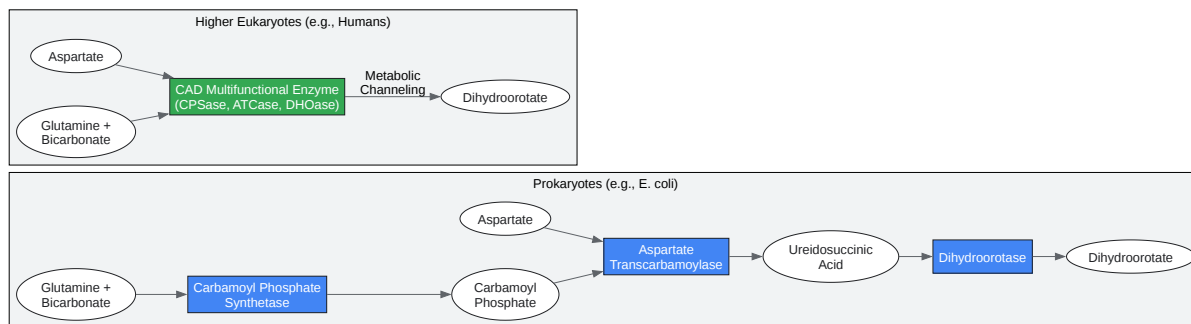 Higher Eukaryotes (e.g., Humans)
Aspartate
CAD Multifunctional Enzyme
(CPSase, ATCase, DHOase)
Metabolic
Channeling
Dihydroorotate
Glutamine +
Bicarbonate
Prokaryotes (e.g., E. coli)
Aspartate
Aspartate
Transcarbamoylase
Ureidosuccinic
Acid
Dihydroorotase
Dihydroorotate
Glutamine +
Bicarbonate
Carbamoyl Phosphate
Synthetase
Carbamoyl
Phosphate